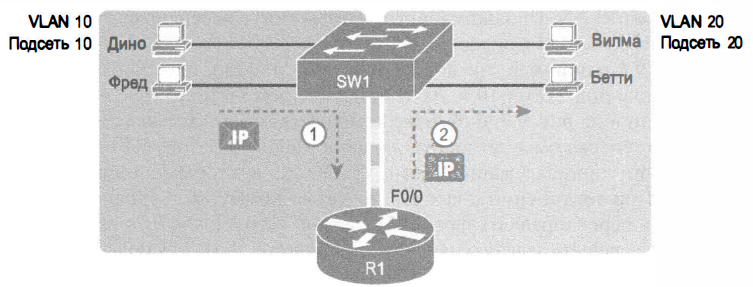 VLAN 10
Подсеть 10
Дино
Фред
SW1
VLAN 20
Подсеть 20
Вилма
Бетти
IP
1
2
IP
F0/0
R1